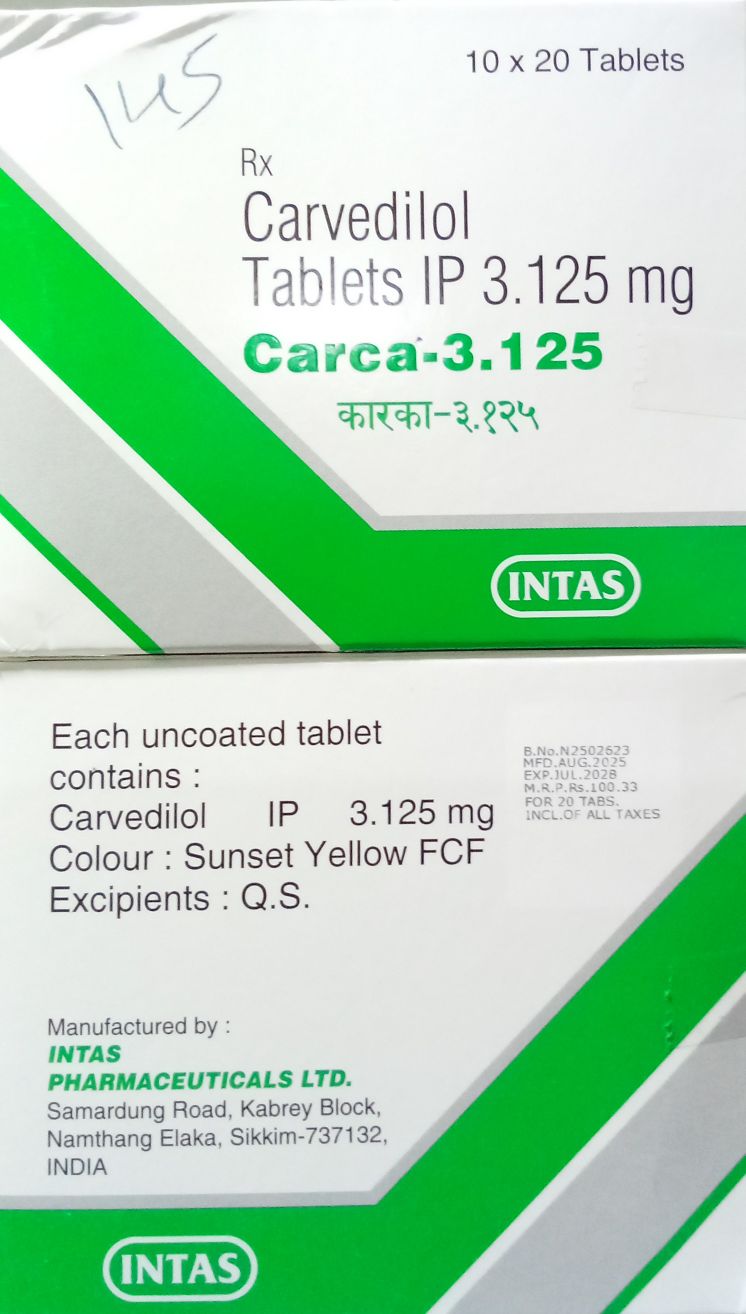 145
10 x 20 Tablets
Rx
Carvedilol
Tablets IP 3.125 mg
Carca-3.125
कारका-३.१२५
INTAS
Each uncoated tablet
contains :
Carvedilol IP 3.125 mg
Colour : Sunset Yellow FCF
Excipients : Q.S.
B.No.N2502623
MFD.AUG.2025
EXP.JUL.2028
M.R.P.Rs.100.33
FOR 20 TABS.
INCL.OF ALL TAXES
Manufactured by :
INTAS
PHARMACEUTICALS LTD.
Samardung Road, Kabrey Block,
Namthang Elaka, Sikkim-737132,
INDIA
INTAS